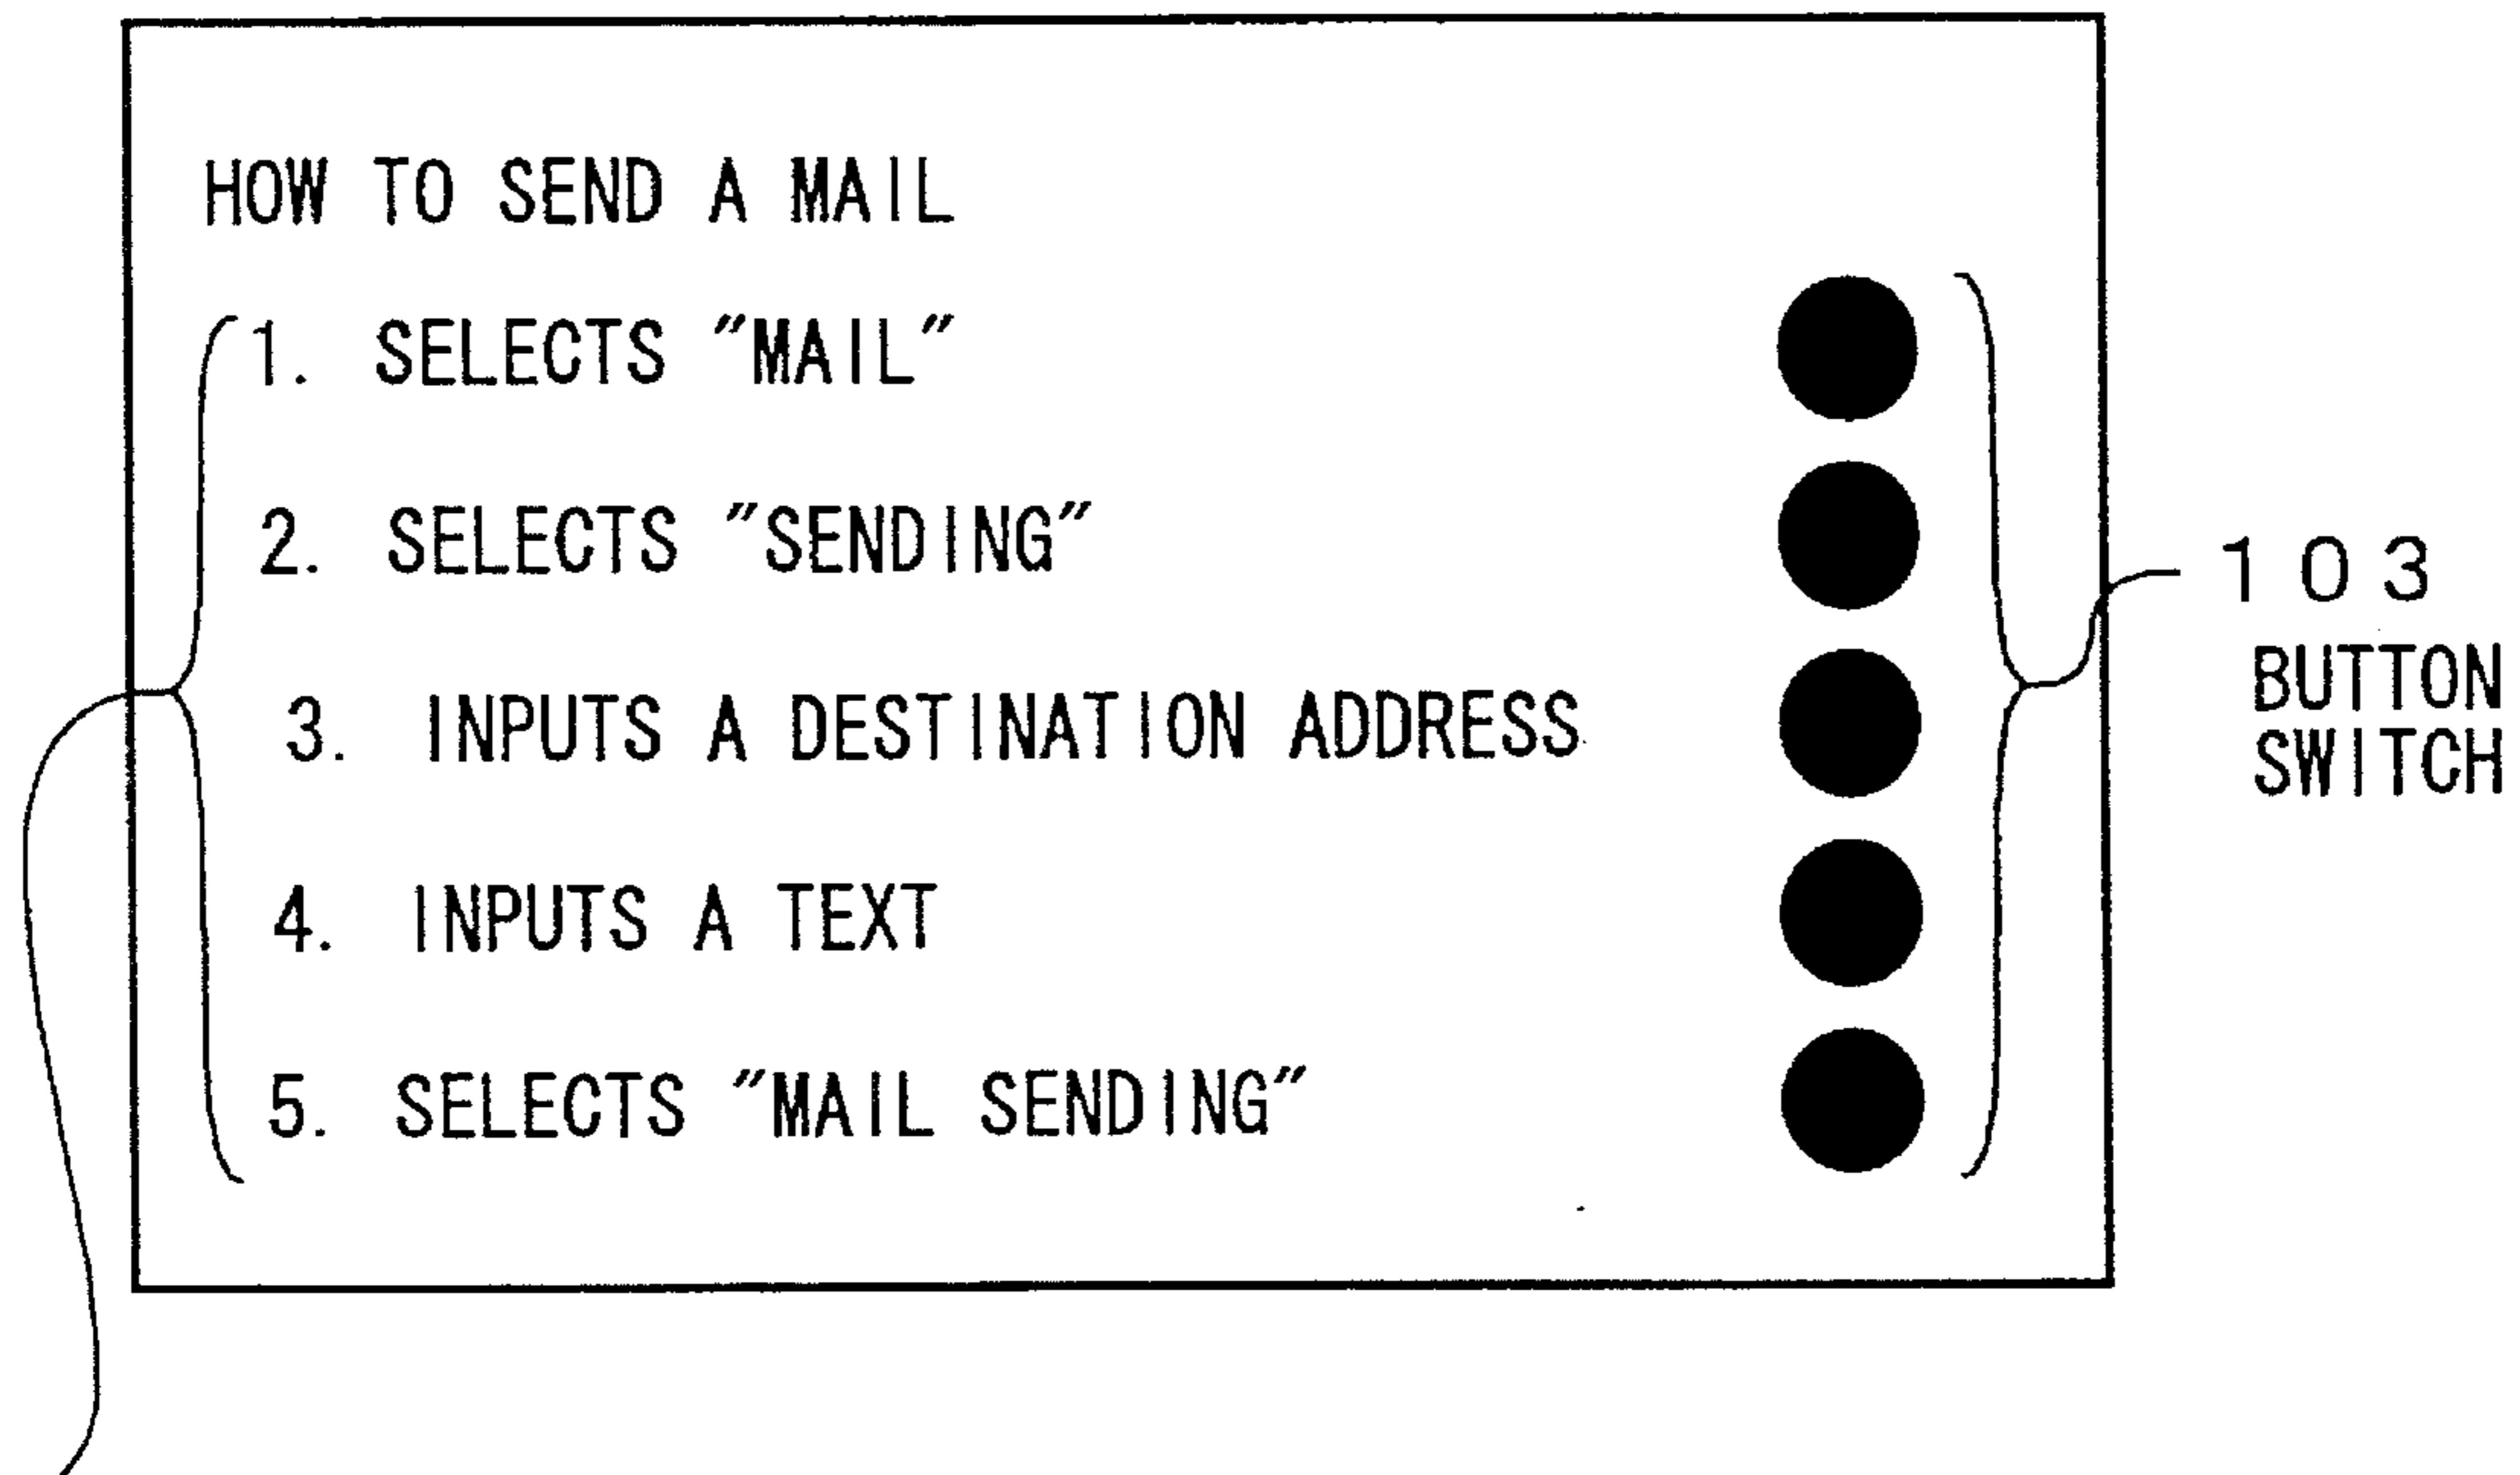 HOW TO SEND A MAIL
1. SELECTS "MAIL"
2. SELECTS "SENDING"
3. INPUTS A DESTINATION ADDRESS
4. INPUTS A TEXT
5. SELECTS "MAIL SENDING"
103
BUTTON
SWITCH